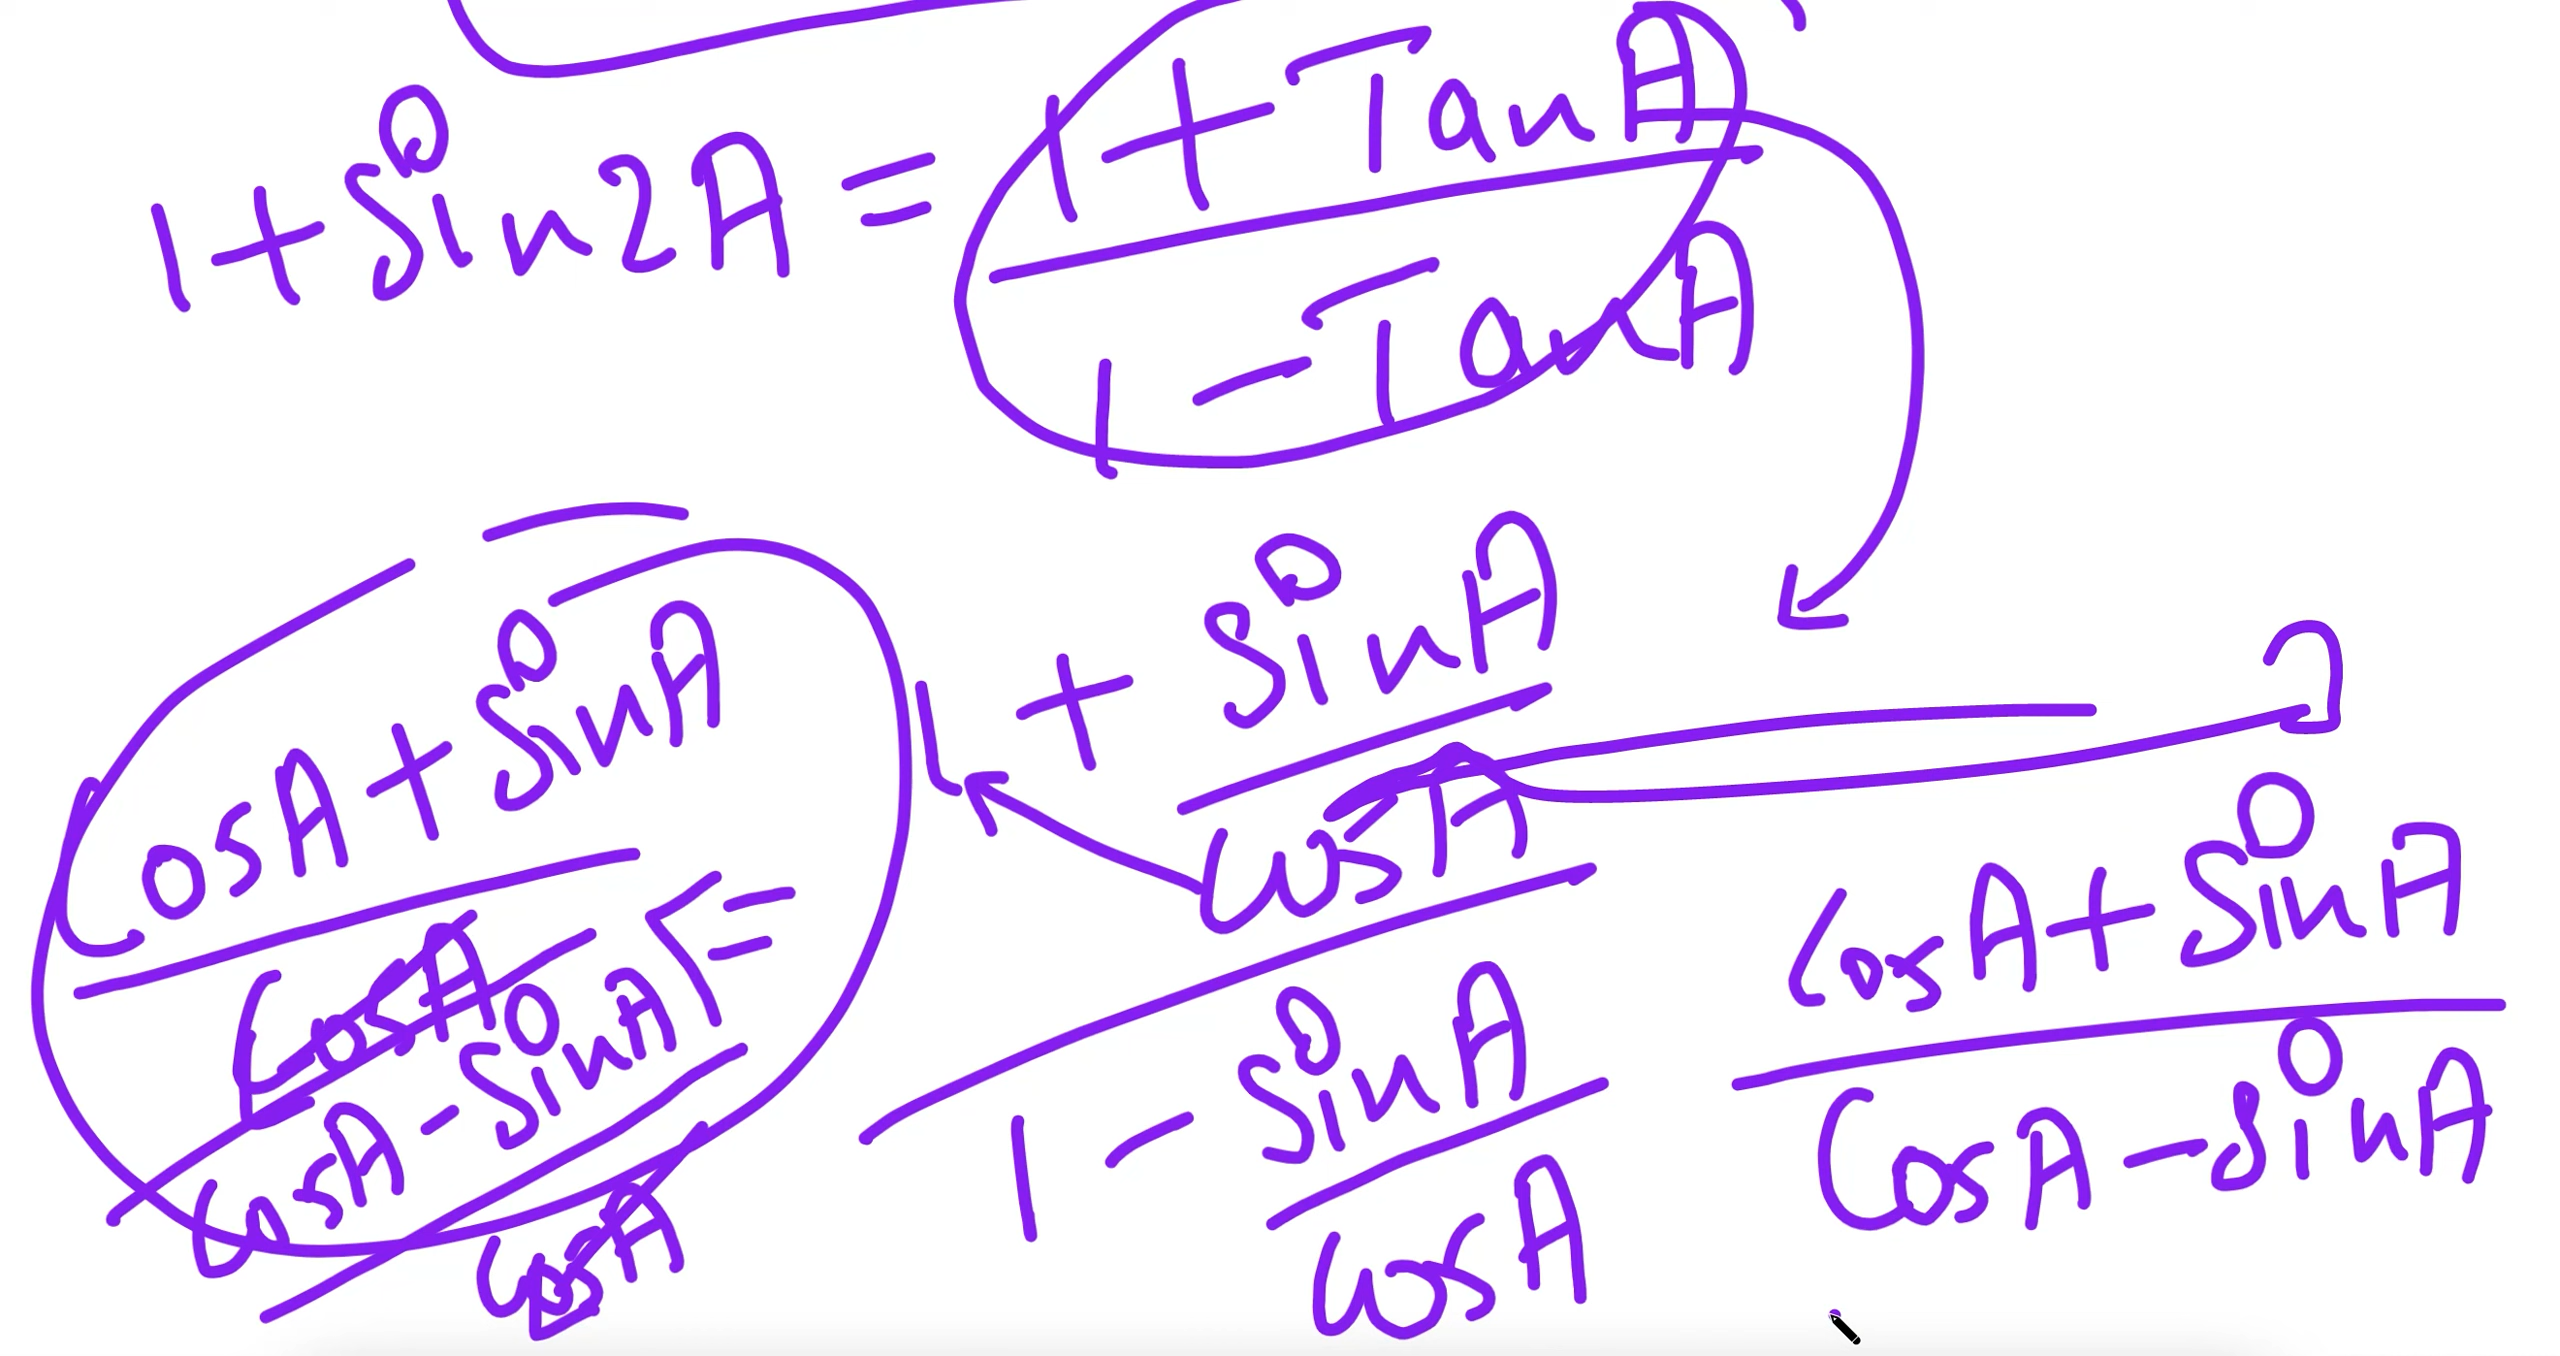 1 + Sin2A = 1 + TanA
1 - TanA
1 + SinA
CosA
1 - SinA
CosA
CosA + SinA
CosA
CosA - SinA
CosA
=
CosA + SinA
CosA - SinA